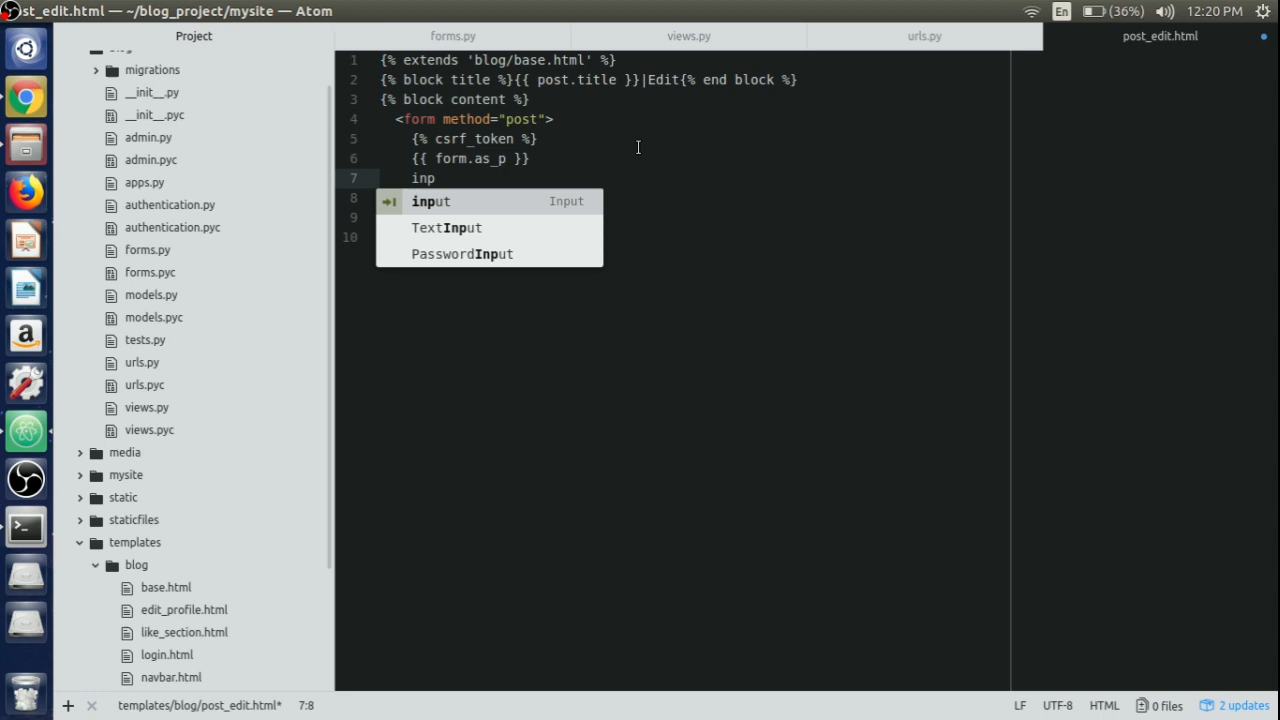 st_edit.html — ~/blog_project/mysite — Atom
En
(36%)
12:20 PM
Project
forms.py
views.py
urls.py
post_edit.html
migrations
__init__.py
__init__.pyc
admin.py
admin.pyc
apps.py
authentication.py
authentication.pyc
forms.py
forms.pyc
models.py
models.pyc
tests.py
urls.py
urls.pyc
views.py
views.pyc
media
mysite
static
staticfiles
templates
blog
base.html
edit_profile.html
like_section.html
login.html
navbar.html
1 {% extends 'blog/base.html' %}
2 {% block title %}{{ post.title }}|Edit{% end block %}
3 {% block content %}
4 <form method="post">
5 {% csrf_token %}
6 {{ form.as_p }}
7 inp
8
9
10
input Input
TextInput
PasswordInput
templates/blog/post_edit.html* 7:8
LF UTF-8 HTML 0 files 2 updates